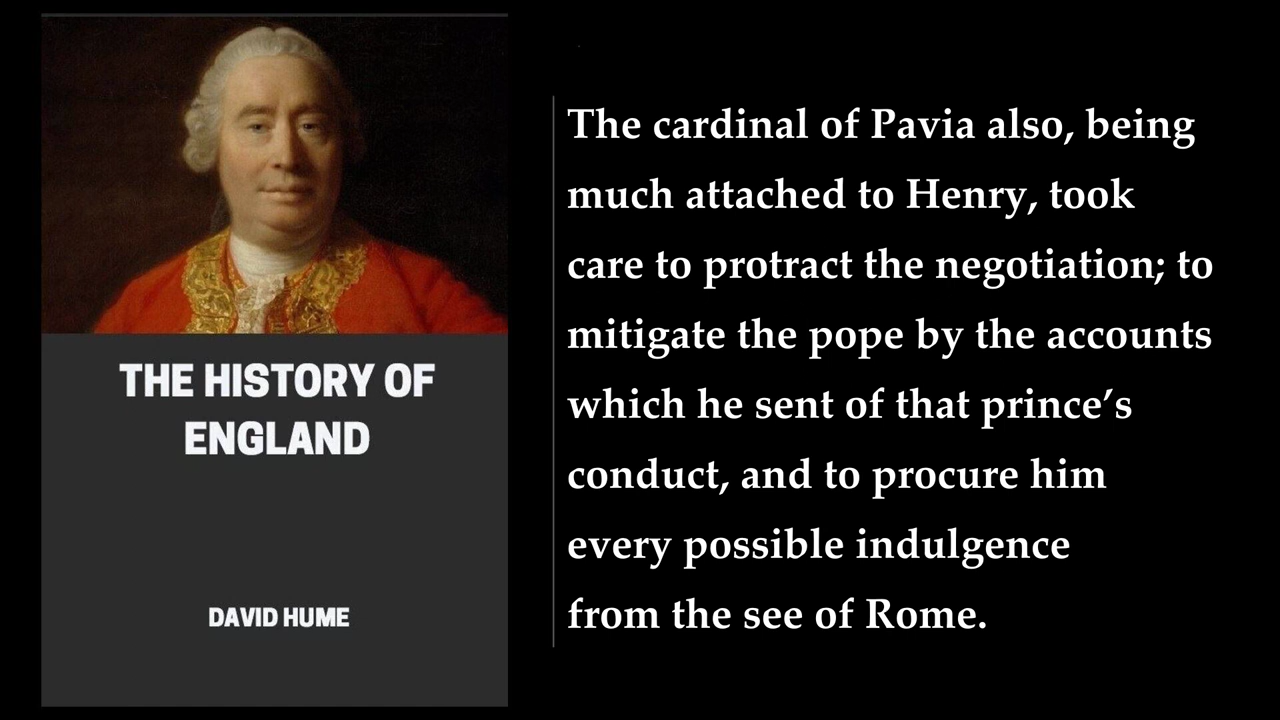 THE HISTORY OF
ENGLAND
DAVID HUME
The cardinal of Pavia also, being
much attached to Henry, took
care to protract the negotiation; to
mitigate the pope by the accounts
which he sent of that prince’s
conduct, and to procure him
every possible indulgence
from the see of Rome.